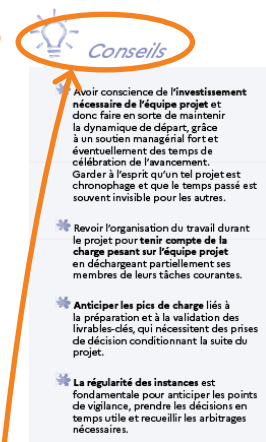 Conseils
Avoir conscience de l'investissement
nécessaire de l'équipe projet et
donc faire en sorte de maintenir
la dynamique de départ, grâce
à un soutien managérial fort et
éventuellement des temps de
célébration de l'avancement.
Garder à l'esprit qu'un tel projet est
chronophage et que le temps passé est
souvent invisible pour les autres.
Revoir l'organisation du travail durant
le projet pour tenir compte de la
charge pesant sur l'équipe projet
en déchargeant partiellement ses
membres de leurs tâches courantes.
Anticiper les pics de charge liés à
la préparation et à la validation des
livrables-clés, qui nécessitent des prises
de décision conditionnant la suite du
projet.
La régularité des instances est
fondamentale pour anticiper les points
de vigilance, prendre les décisions en
temps utile et recueillir les arbitrages
nécessaires.